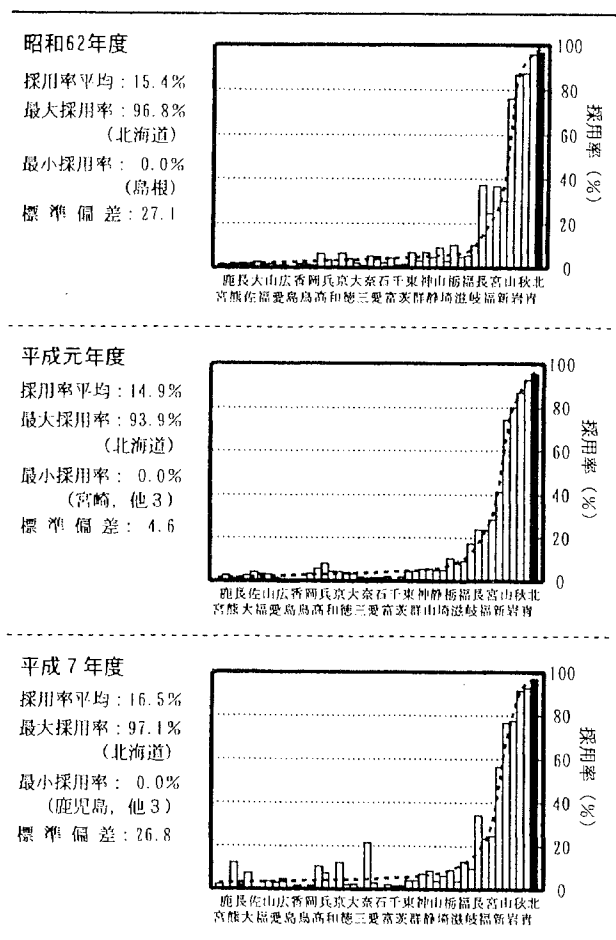 昭和62年度
採用率平均：15.4%
最大採用率：96.8%
(北海道)
最小採用率： 0.0%
(島根)
標準偏差：27.1
100
80
60
40
20
0
採用率(%)
鹿長大山広香岡兵京大奈石千東神山栃福長宮山秋北
宮熊佐福愛島鳥高和徳三愛富茨群静埼滋岐福新岩青
平成元年度
採用率平均：14.9%
最大採用率：93.9%
(北海道)
最小採用率： 0.0%
(宮崎，他3)
標準偏差： 4.6
100
80
60
40
20
0
採用率(%)
鹿長佐山広香岡兵京大奈石千東神静栃福長宮山秋北
宮熊大福愛島鳥高和徳三愛富茨群山埼滋岐福新岩青
平成7年度
採用率平均：16.5%
最大採用率：97.1%
(北海道)
最小採用率： 0.0%
(鹿児島，他3)
標準偏差：26.8
100
80
60
40
20
0
採用率(%)
鹿長佐山広香岡兵京大奈石千東神山栃福長宮山秋北
宮熊大福愛島鳥高和徳三愛富茨群静埼滋岐福新岩青